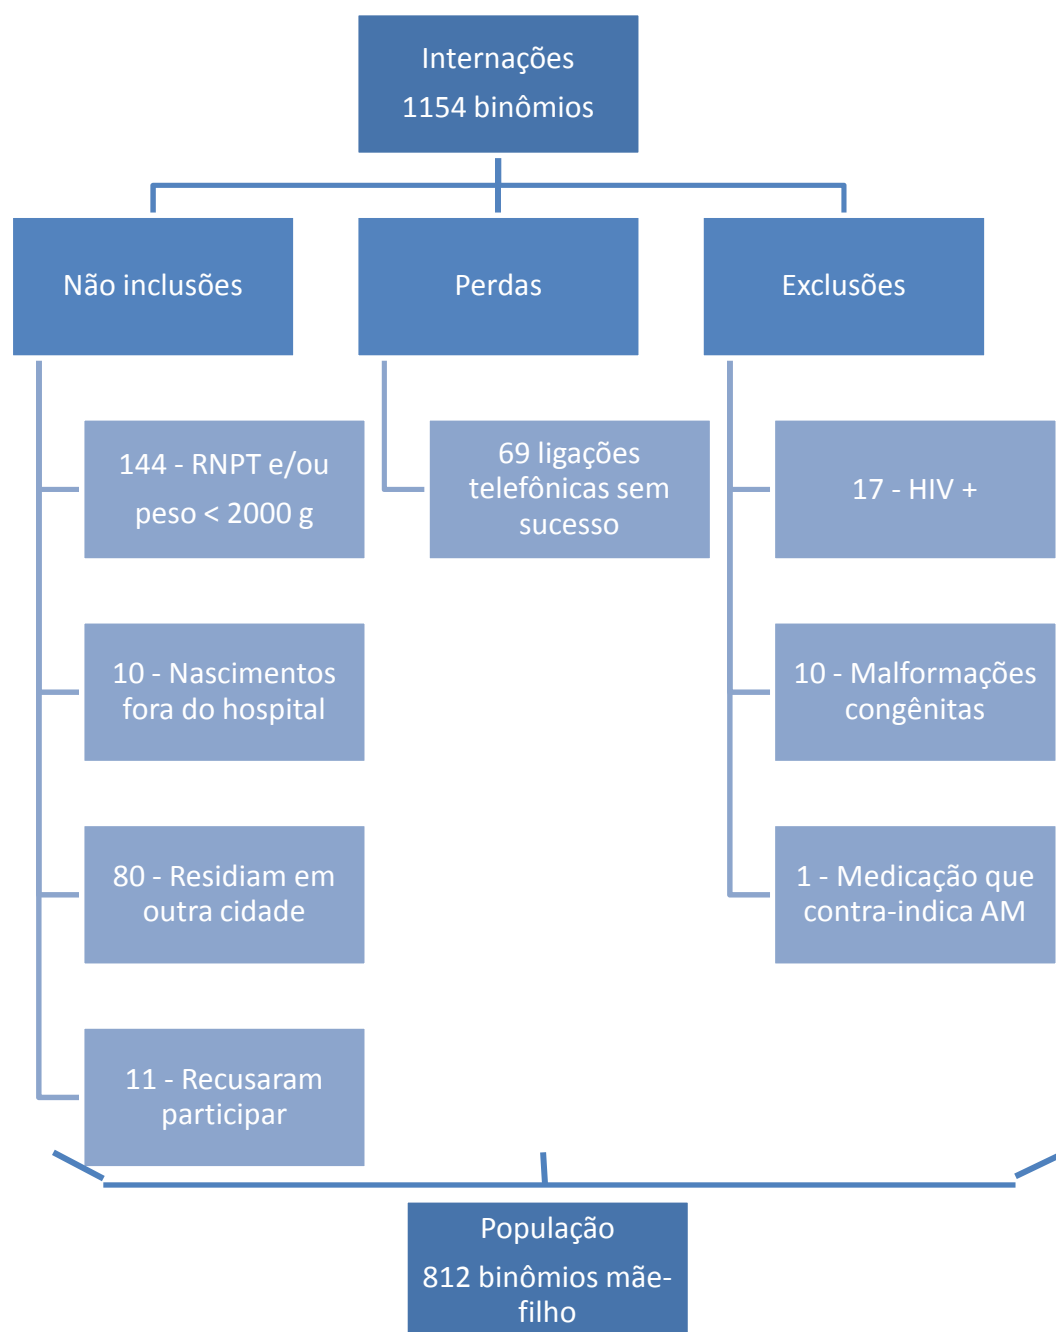 Internações
1154 binômios
Não inclusões
Perdas
Exclusões
144 - RNPT e/ou
peso < 2000 g
69 ligações
telefônicas sem
sucesso
17 - HIV +
10 - Nascimentos
fora do hospital
10 - Malformações
congênitas
80 - Residiam em
outra cidade
1 - Medicação que
contra-indica AM
11 - Recusaram
participar
População
812 binômios mãe-
filho